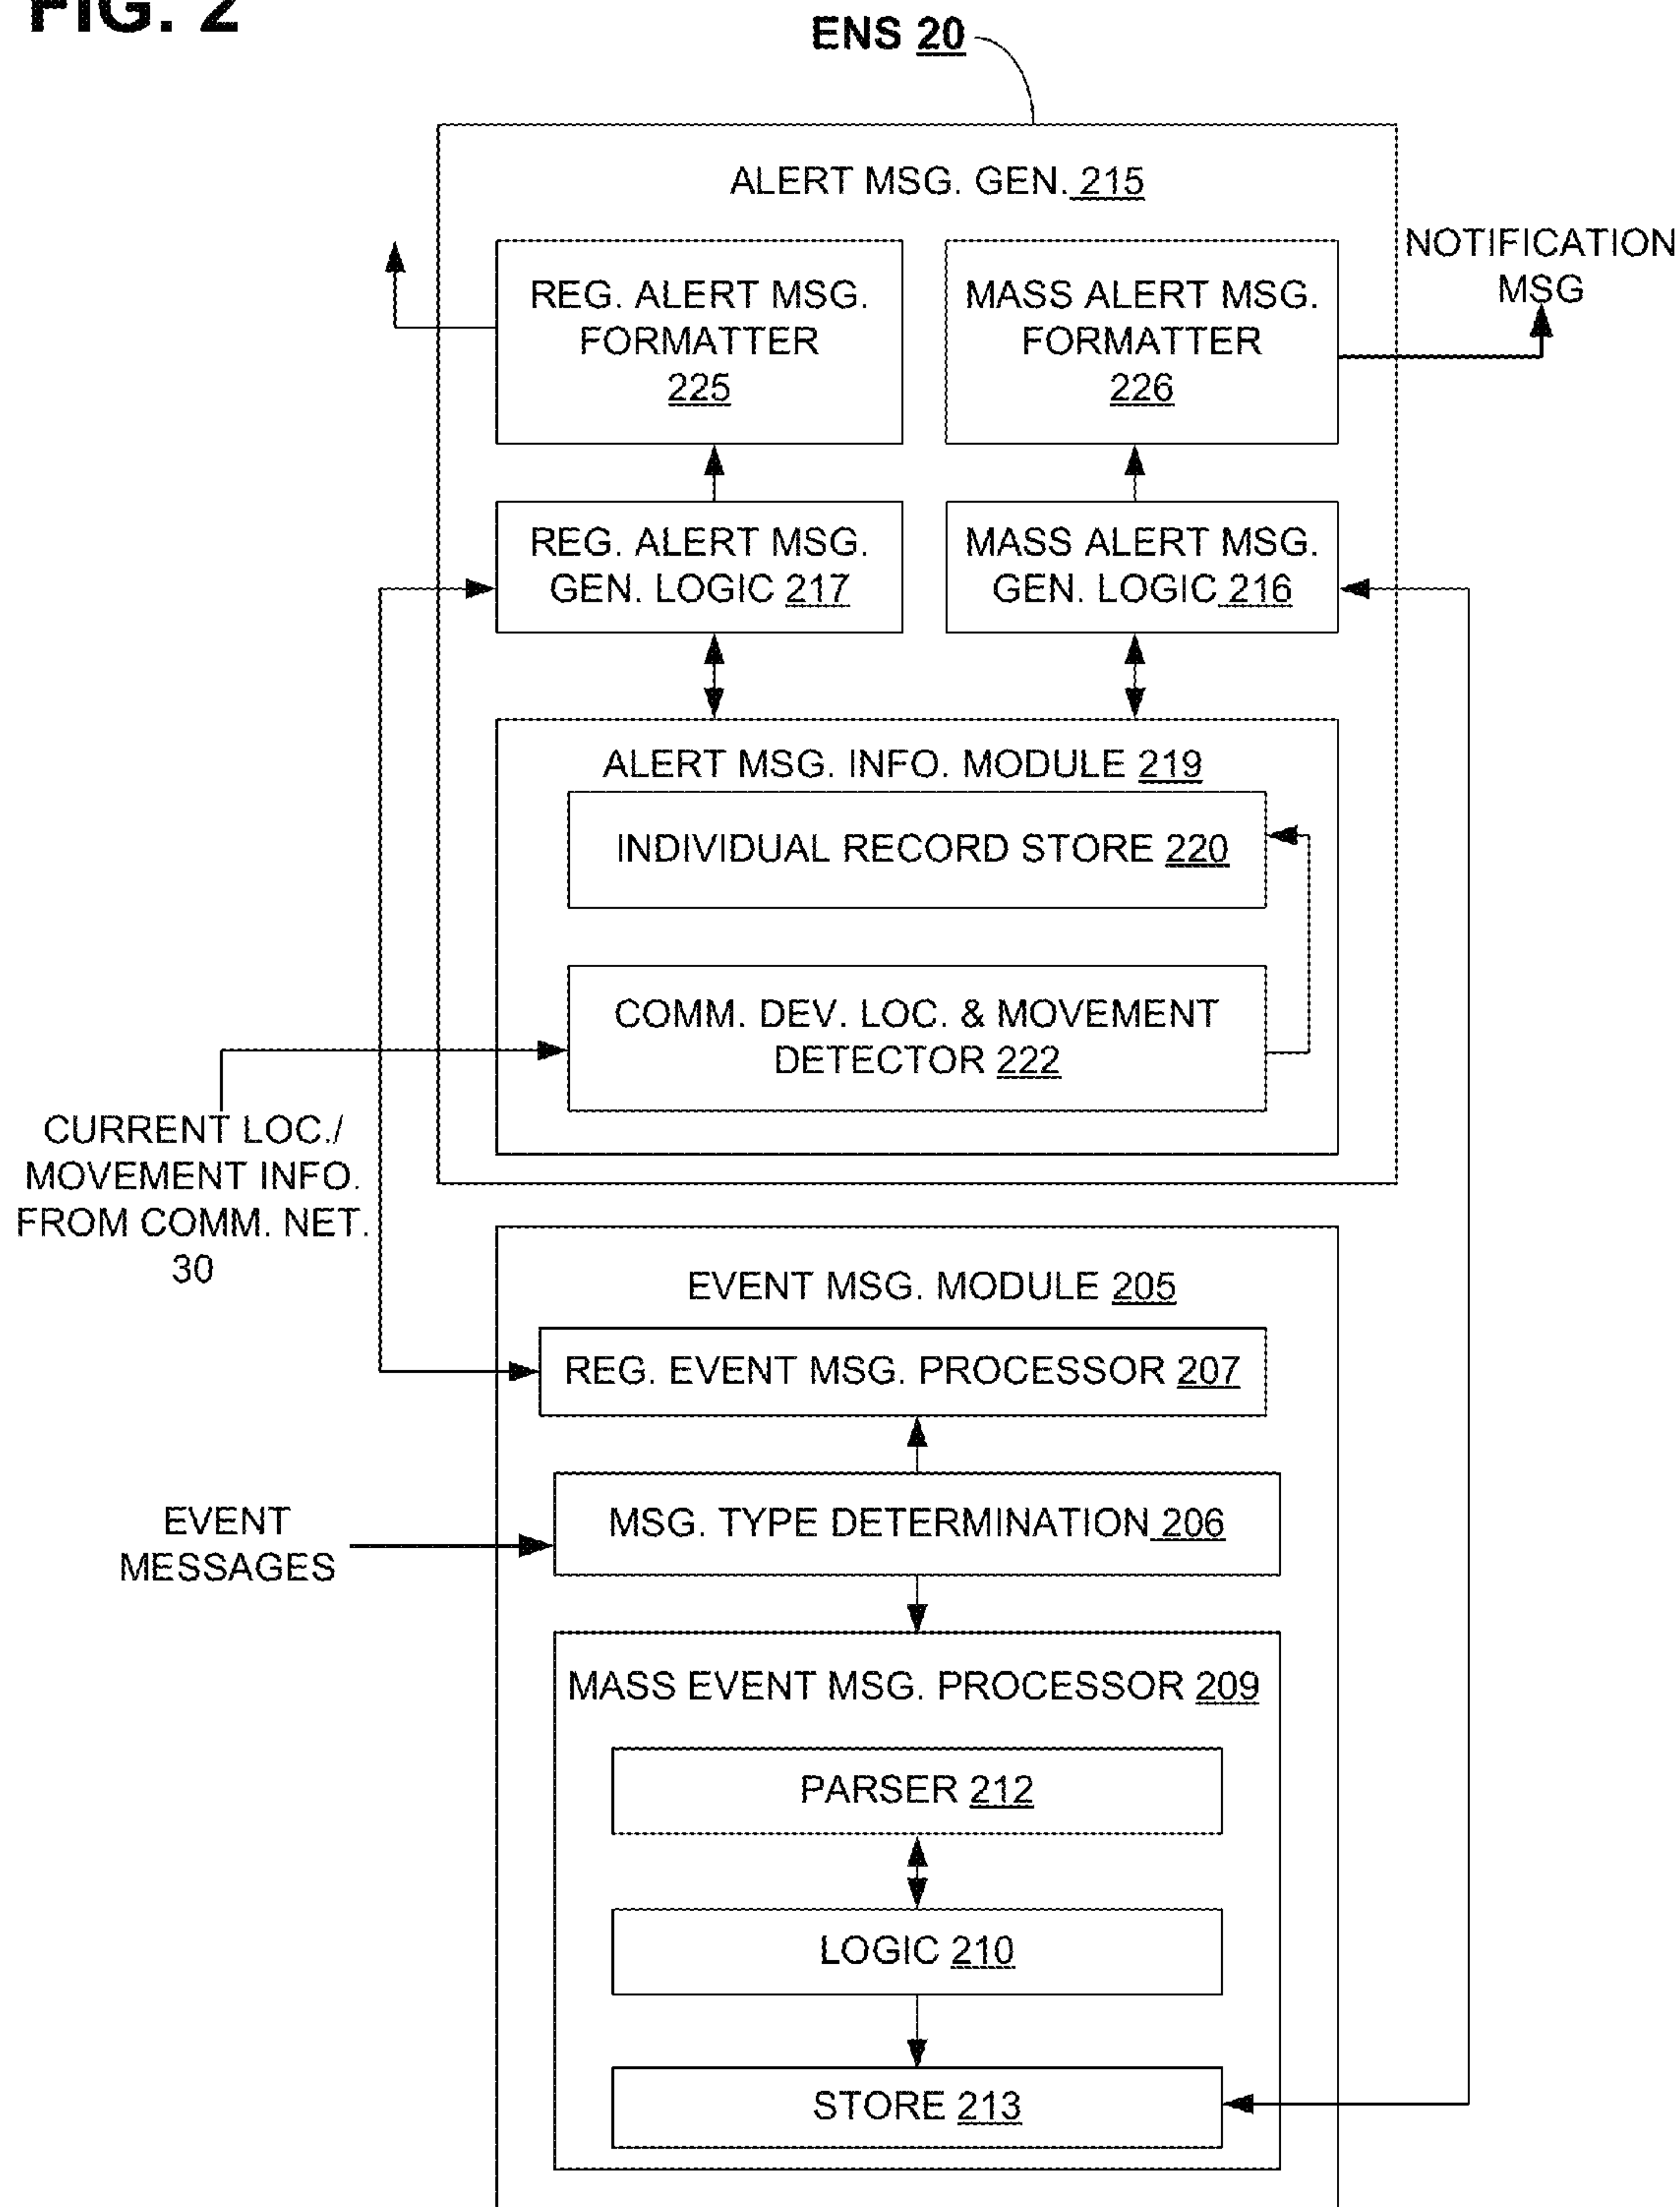 FIG. 2
ENS 20
ALERT MSG. GEN. 215
NOTIFICATION
MSG
REG. ALERT MSG.
FORMATTER
225
MASS ALERT MSG.
FORMATTER
226
REG. ALERT MSG.
GEN. LOGIC 217
MASS ALERT MSG.
GEN. LOGIC 216
ALERT MSG. INFO. MODULE 219
INDIVIDUAL RECORD STORE 220
COMM. DEV. LOC. & MOVEMENT
DETECTOR 222
CURRENT LOC./
MOVEMENT INFO.
FROM COMM. NET.
30
EVENT MSG. MODULE 205
REG. EVENT MSG. PROCESSOR 207
MSG. TYPE DETERMINATION 206
EVENT
MESSAGES
MASS EVENT MSG. PROCESSOR 209
PARSER 212
LOGIC 210
STORE 213